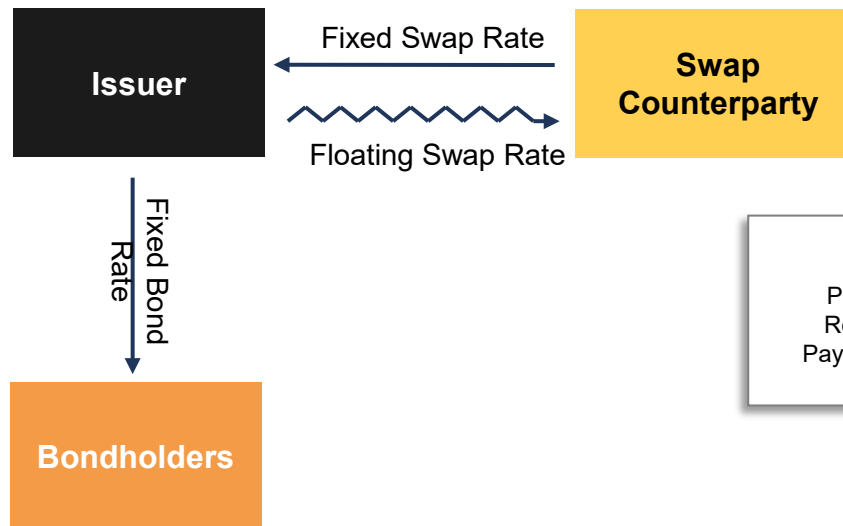 Fixed Swap Rate
Issuer
Swap
Counterparty
Floating Swap Rate
Fixed Bond
Rate
Bondholders